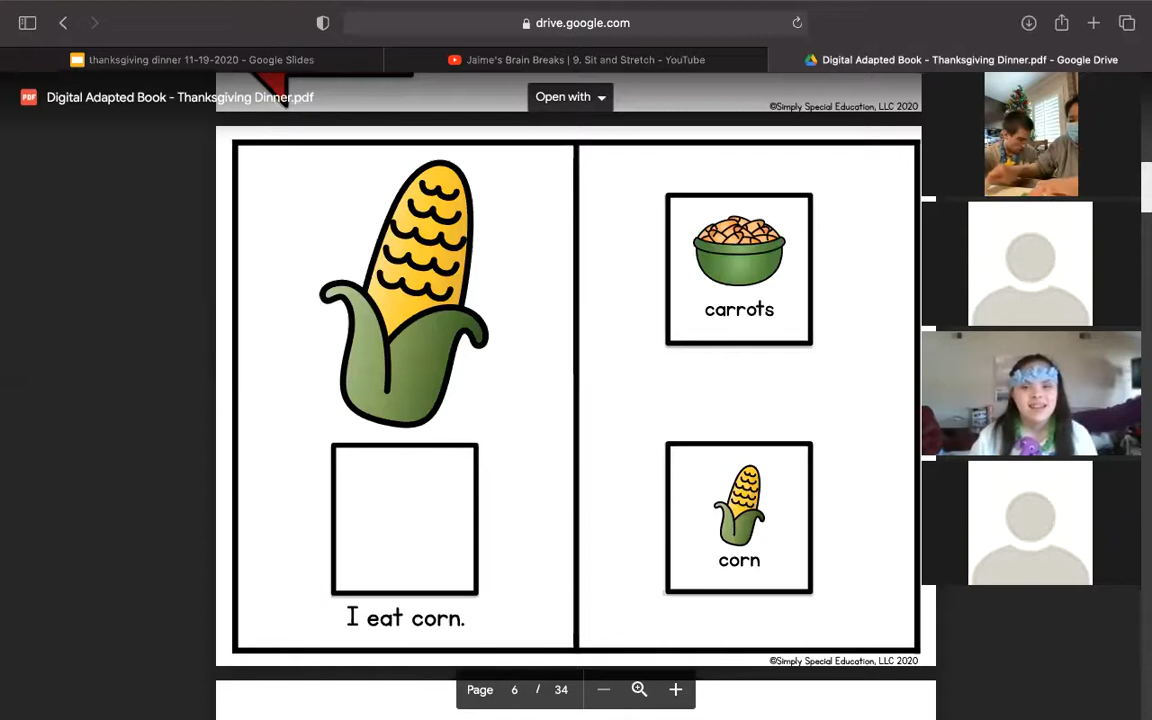 drive.google.com
thanksgiving dinner 11-19-2020 - Google Slides
Jaime's Brain Breaks | 9. Sit and Stretch - YouTube
Digital Adapted Book - Thanksgiving Dinner.pdf - Google Drive
PDF
Digital Adapted Book - Thanksgiving Dinner.pdf
Open with
©Simply Special Education, LLC 2020
carrots
corn
I eat corn.
©Simply Special Education, LLC 2020
Page 6 / 34